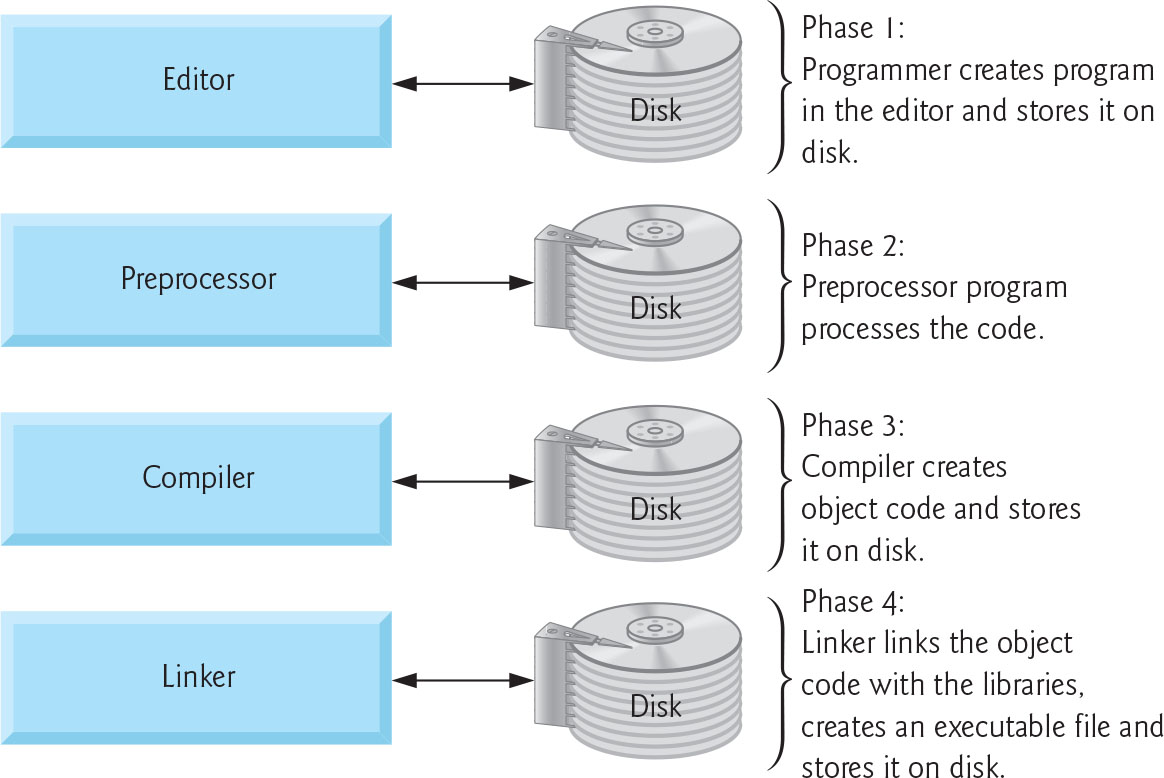 Editor
Disk
Phase 1:
Programmer creates program
in the editor and stores it on
disk.
Preprocessor
Disk
Phase 2:
Preprocessor program
processes the code.
Compiler
Disk
Phase 3:
Compiler creates
object code and stores
it on disk.
Linker
Disk
Phase 4:
Linker links the object
code with the libraries,
creates an executable file and
stores it on disk.